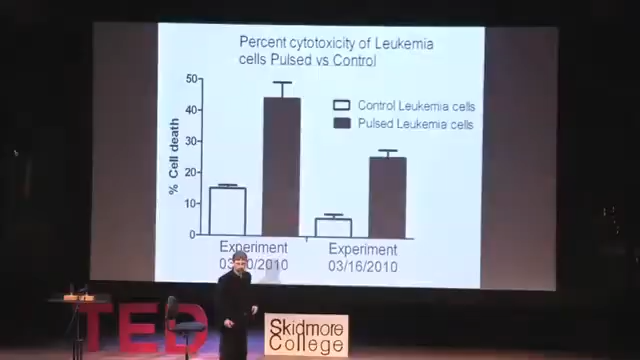 Percent cytotoxicity of Leukemia
cells Pulsed vs Control
50
40
30
20
10
0
% Cell death
Control Leukemia cells
Pulsed Leukemia cells
Experiment
Experiment
03/16/2010
TED
Skidmore
College